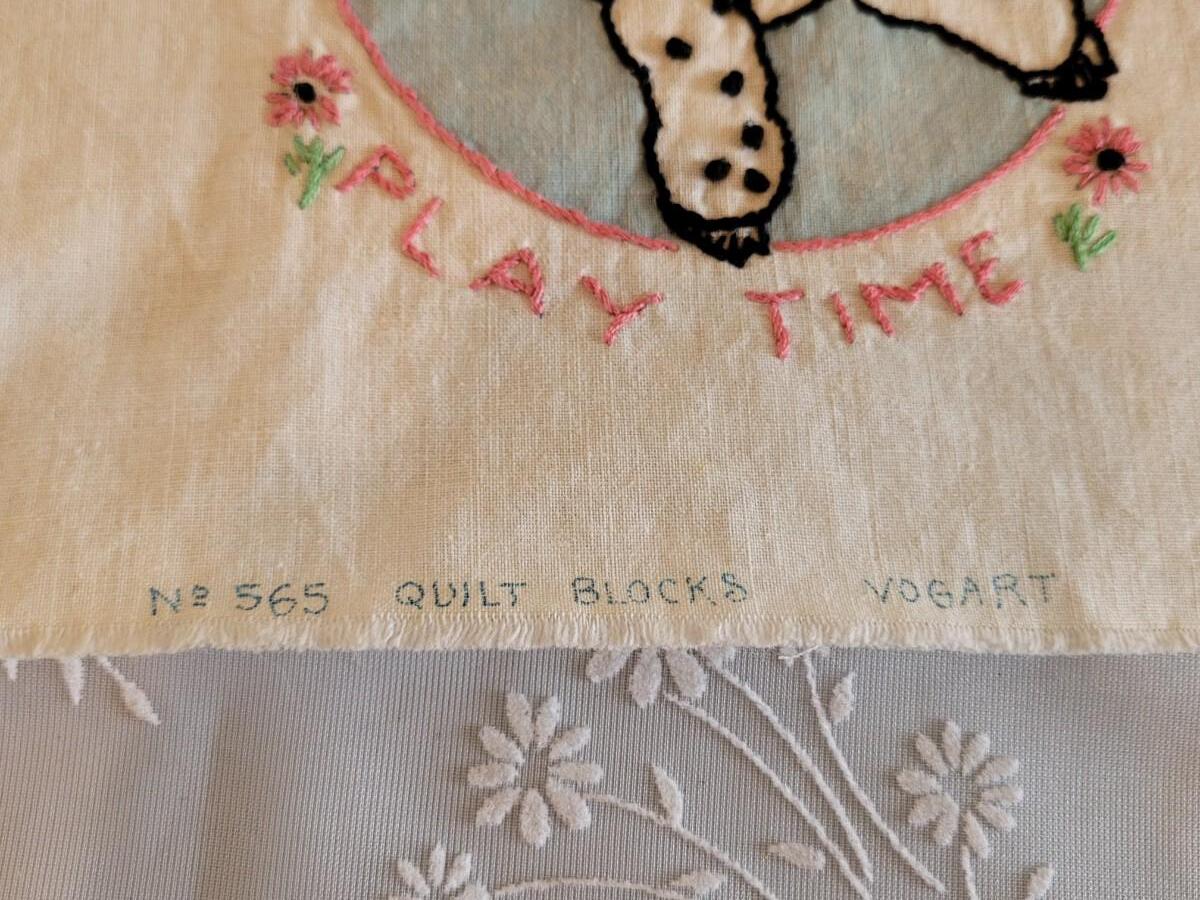 PLAY TIME
Nº 565 QUILT BLOCKS VOGART